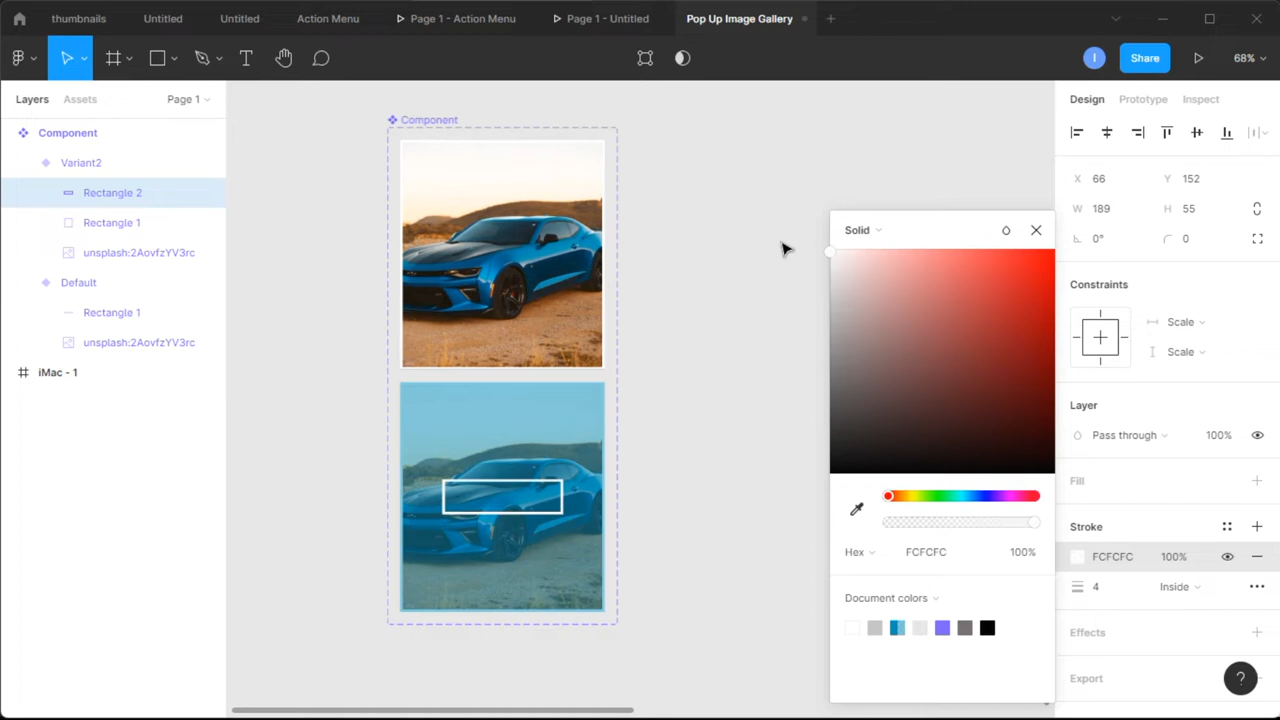 thumbnails Untitled Untitled Action Menu Page 1 - Action Menu Page 1 - Untitled Pop Up Image Gallery
T I Share 68%
Layers Assets Page 1
Component
Variant2
Rectangle 2
Rectangle 1
unsplash:2AovfzYV3rc
Default
Rectangle 1
unsplash:2AovfzYV3rc
iMac - 1
Component
Solid
Hex FCFCFC 100%
Document colors
Design Prototype Inspect
X 66 Y 152
W 189 H 55
0° 0
Constraints
Scale
Scale
Layer
Pass through 100%
Fill
Stroke
FCFCFC 100%
4 Inside
Effects
Export
?